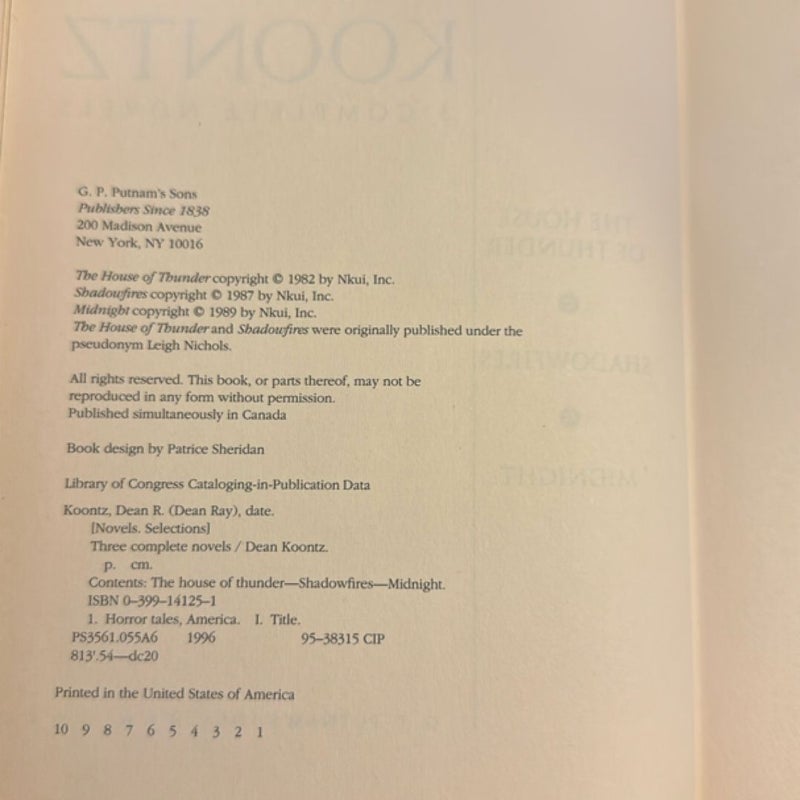 G. P. Putnam's Sons
Publishers Since 1838
200 Madison Avenue
New York, NY 10016
The House of Thunder copyright © 1982 by Nkui, Inc.
Shadowfires copyright © 1987 by Nkui, Inc.
Midnight copyright © 1989 by Nkui, Inc.
The House of Thunder and Shadowfires were originally published under the
pseudonym Leigh Nichols.
All rights reserved. This book, or parts thereof, may not be
reproduced in any form without permission.
Published simultaneously in Canada
Book design by Patrice Sheridan
Library of Congress Cataloging-in-Publication Data
Koontz, Dean R. (Dean Ray), date.
[Novels. Selections]
Three complete novels / Dean Koontz.
p. cm.
Contents: The house of thunder—Shadowfires—Midnight.
ISBN 0–399–14125–1
1. Horror tales, America. I. Title.
PS3561.055A6 1996 95–38315 CIP
813'.54—dc20
Printed in the United States of America
10 9 8 7 6 5 4 3 2 1